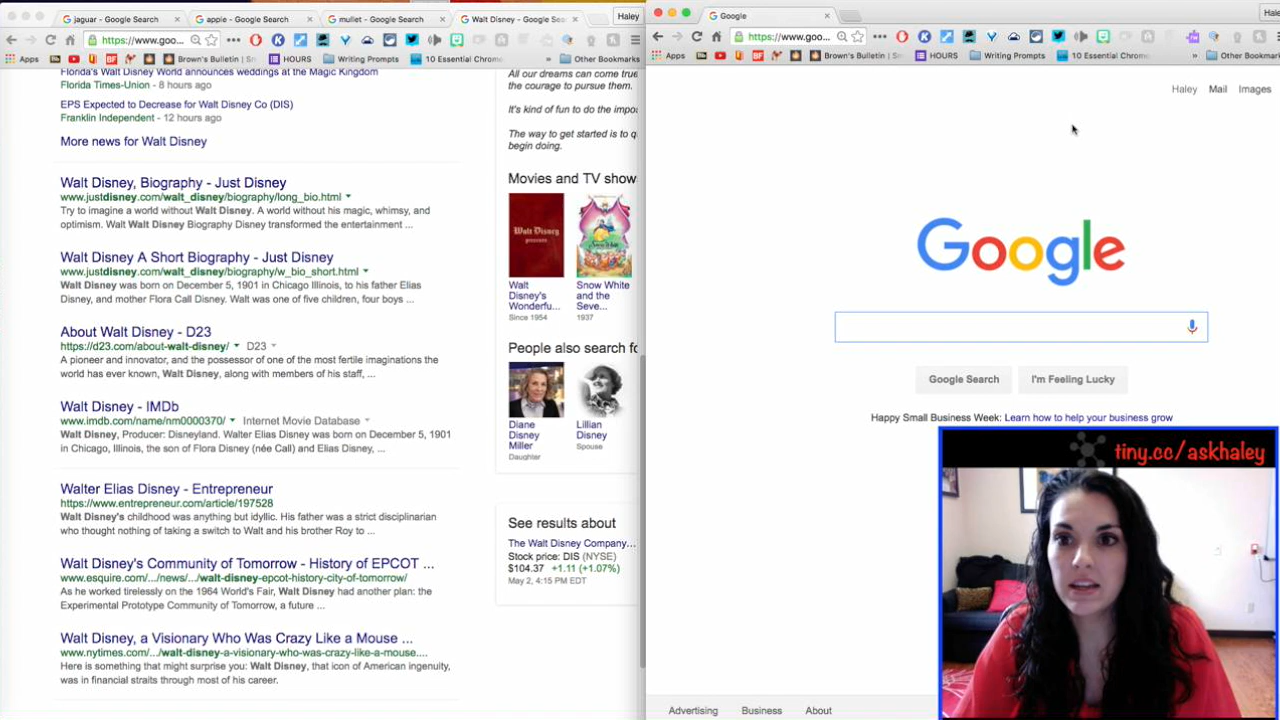 jaguar - Google Search
apple - Google Search
mullet - Google Search
Walt Disney - Google Sea
Haley
https://www.goo...
Apps
Brown's Bulletin | S
HOURS
Writing Prompts
10 Essential Chrome
Other Bookmarks
Florida's Walt Disney World announces weddings at the Magic Kingdom
Florida Times-Union - 8 hours ago
EPS Expected to Decrease for Walt Disney Co (DIS)
Franklin Independent - 12 hours ago
More news for Walt Disney
Walt Disney, Biography - Just Disney
www.justdisney.com/walt_disney/biography/long_bio.html
Try to imagine a world without Walt Disney. A world without his magic, whimsy, and
optimism. Walt Walt Disney Biography Disney transformed the entertainment ...
Walt Disney A Short Biography - Just Disney
www.justdisney.com/walt_disney/biography/w_bio_short.html
Walt Disney was born on December 5, 1901 in Chicago Illinois, to his father Elias
Disney, and mother Flora Call Disney. Walt was one of five children, four boys ...
About Walt Disney - D23
https://d23.com/about-walt-disney/ D23
A pioneer and innovator, and the possessor of one of the most fertile imaginations the
world has ever known, Walt Disney, along with members of his staff, ...
Walt Disney - IMDb
www.imdb.com/name/nm0000370/ Internet Movie Database
Walt Disney, Producer: Disneyland. Walter Elias Disney was born on December 5, 1901
in Chicago, Illinois, the son of Flora Disney (née Call) and Elias Disney, ...
Walter Elias Disney - Entrepreneur
https://www.entrepreneur.com/article/197528
Walt Disney's childhood was anything but idyllic. His father was a strict disciplinarian
who thought nothing of taking a switch to Walt and his brother Roy to ...
Walt Disney's Community of Tomorrow - History of EPCOT ...
www.esquire.com/.../news/.../walt-disney-epcot-history-city-of-tomorrow/
As he worked tirelessly on the 1964 World's Fair, Walt Disney had another plan: the
Experimental Prototype Community of Tomorrow, a future ...
Walt Disney, a Visionary Who Was Crazy Like a Mouse ...
www.nytimes.com/.../walt-disney-a-visionary-who-was-crazy-like-a-mouse....
Here is something that might surprise you: Walt Disney, that icon of American ingenuity,
was in financial straits through most of his career.
All our dreams can come true
the courage to pursue them.
It's kind of fun to do the impo
The way to get started is to q
begin doing.
Movies and TV shows
WALT DISNEY
presents
Walt
Disney's
Wonderfu...
Since 1954
Snow White
and the
Seve...
1937
People also search fo
Diane
Disney
Miller
Daughter
Lillian
Disney
Spouse
See results about
The Walt Disney Company...
Stock price: DIS (NYSE)
$104.37 +1.11 (+1.07%)
May 2, 4:15 PM EDT
Google
Hale
https://www.goo...
Apps
Brown's Bulletin | S
HOURS
Writing Prompts
10 Essential Chrome
Other Bookmarks
Haley
Mail
Images
Google
Google Search
I'm Feeling Lucky
Happy Small Business Week: Learn how to help your business grow
tiny.cc/askhaley
Advertising
Business
About